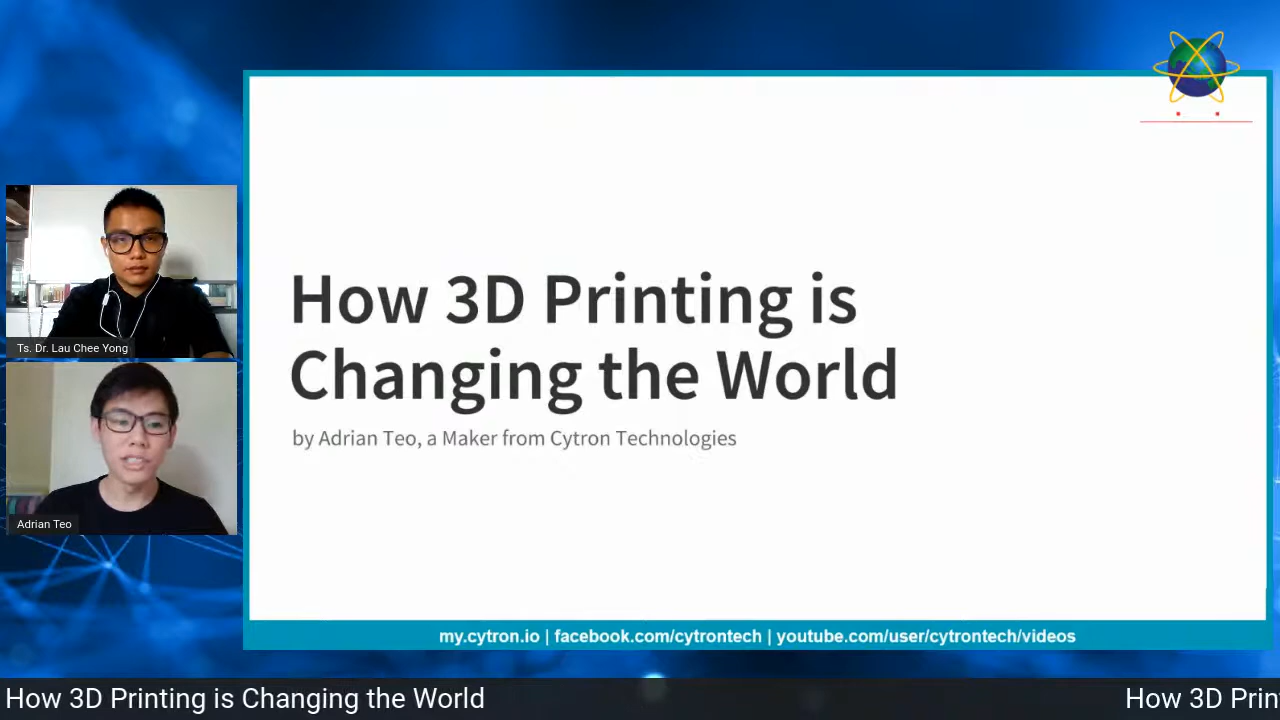 How 3D Printing is
Changing the World
by Adrian Teo, a Maker from Cytron Technologies
Ts. Dr. Lau Chee Yong
Adrian Teo
my.cytron.io | facebook.com/cytrontech | youtube.com/user/cytrontech/videos
How 3D Printing is Changing the World
How 3D Prin